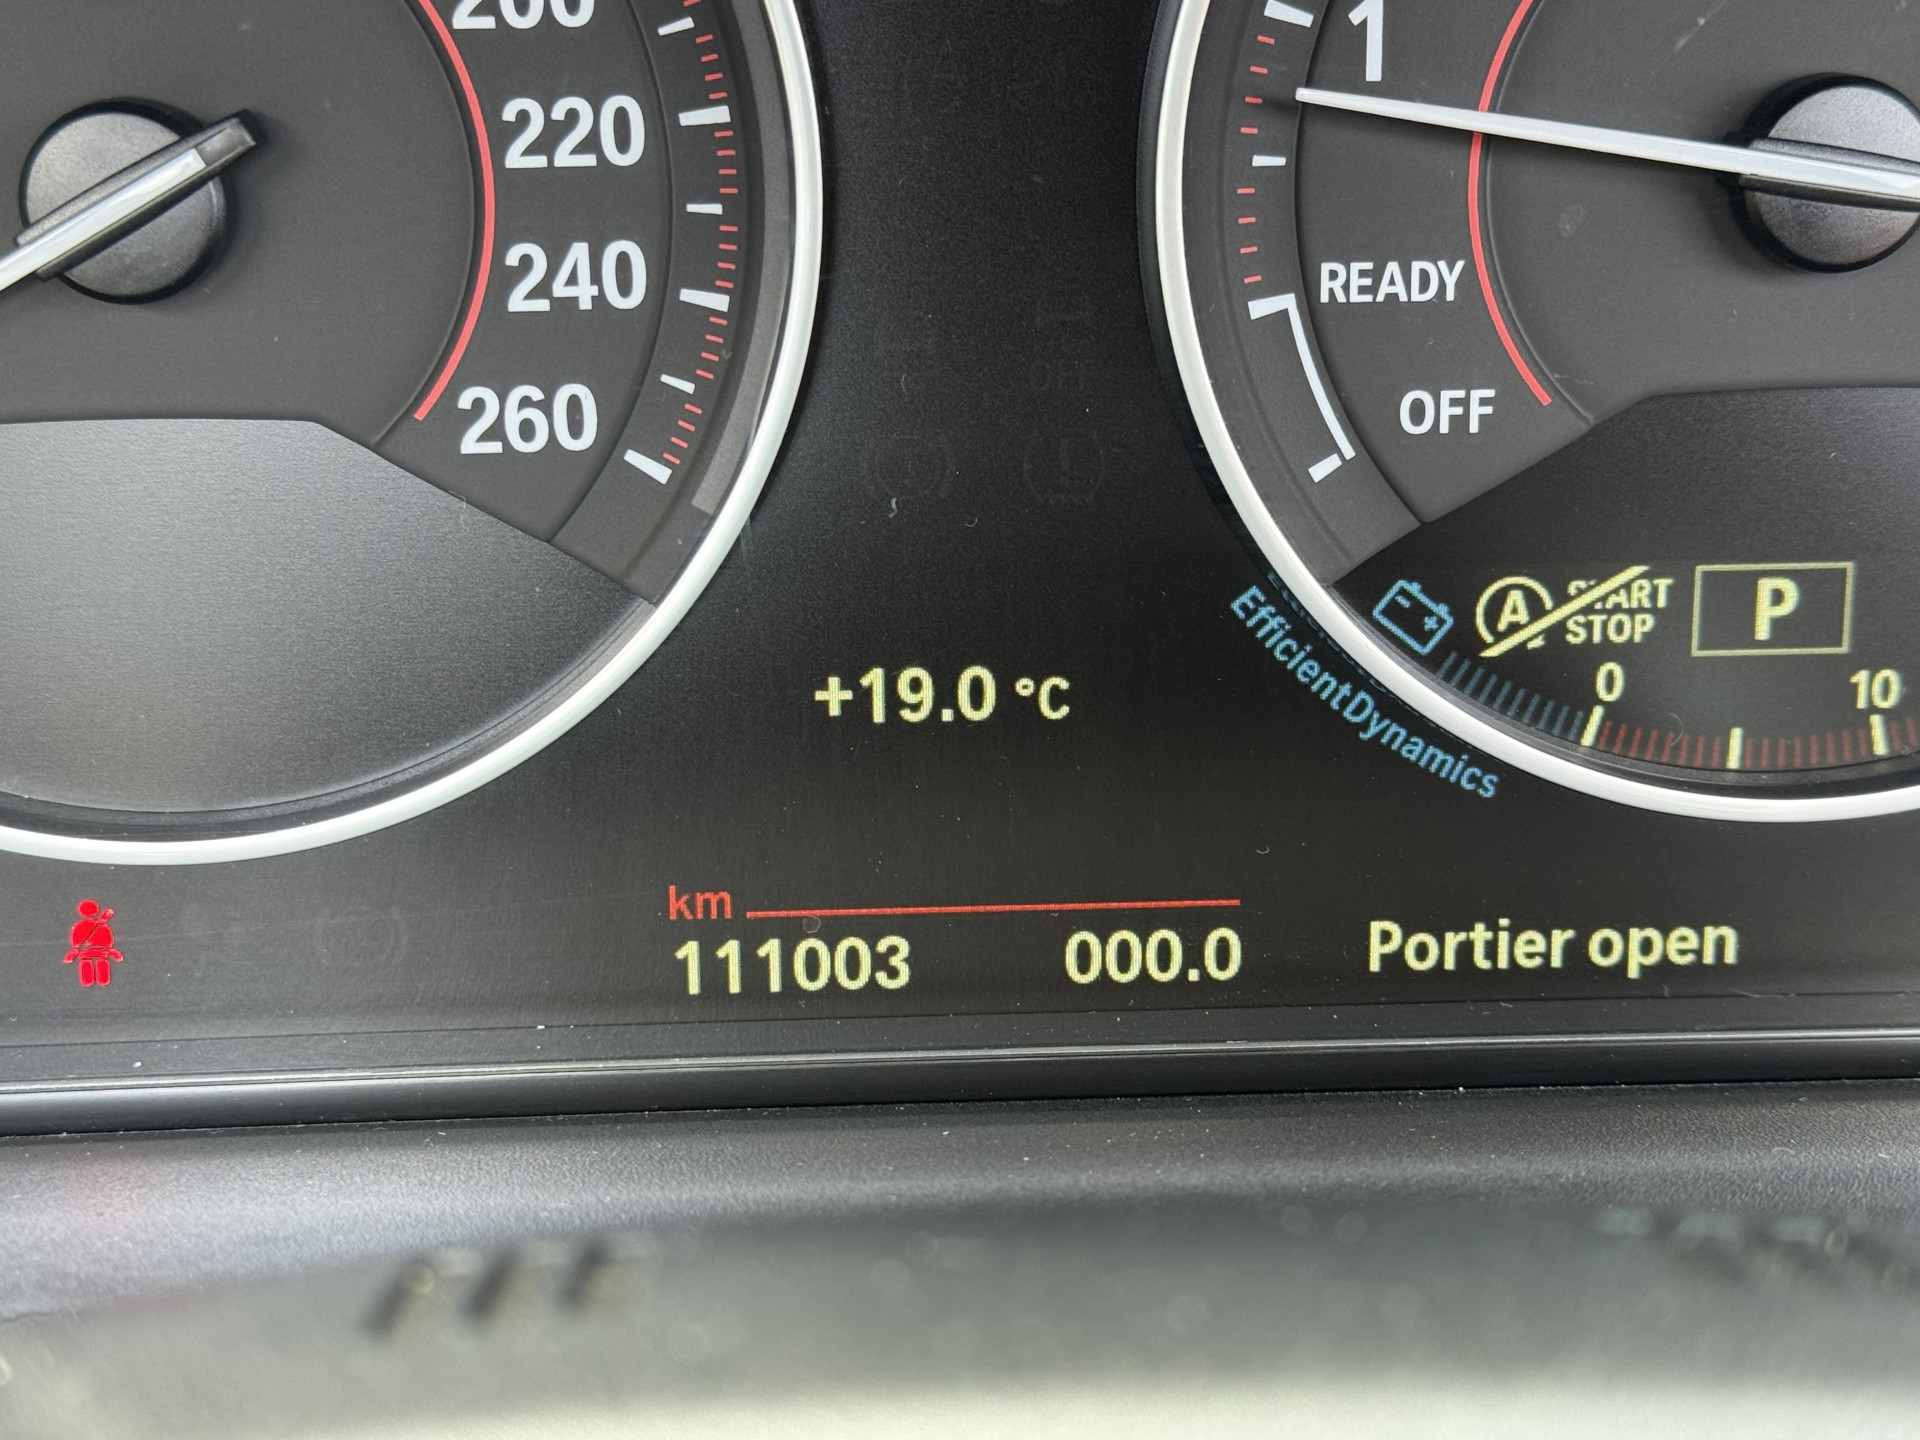 200
220
240
260
1
READY
OFF
A START STOP
P
0
10
EfficientDynamics
+19.0 °C
km
111003 000.0 Portier open